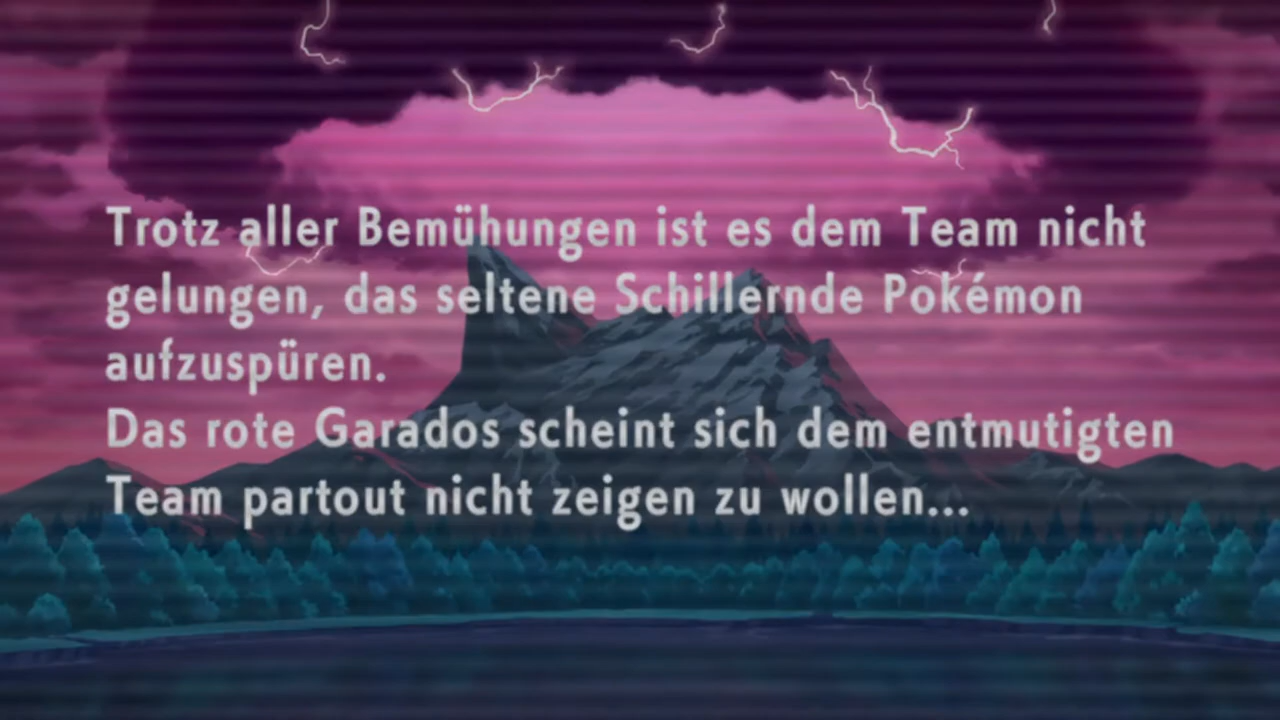 Trotz aller Bemühungen ist es dem Team nicht
gelungen, das seltene Schillernde Pokémon
aufzuspüren.
Das rote Garados scheint sich dem entmutigten
Team partout nicht zeigen zu wollen...